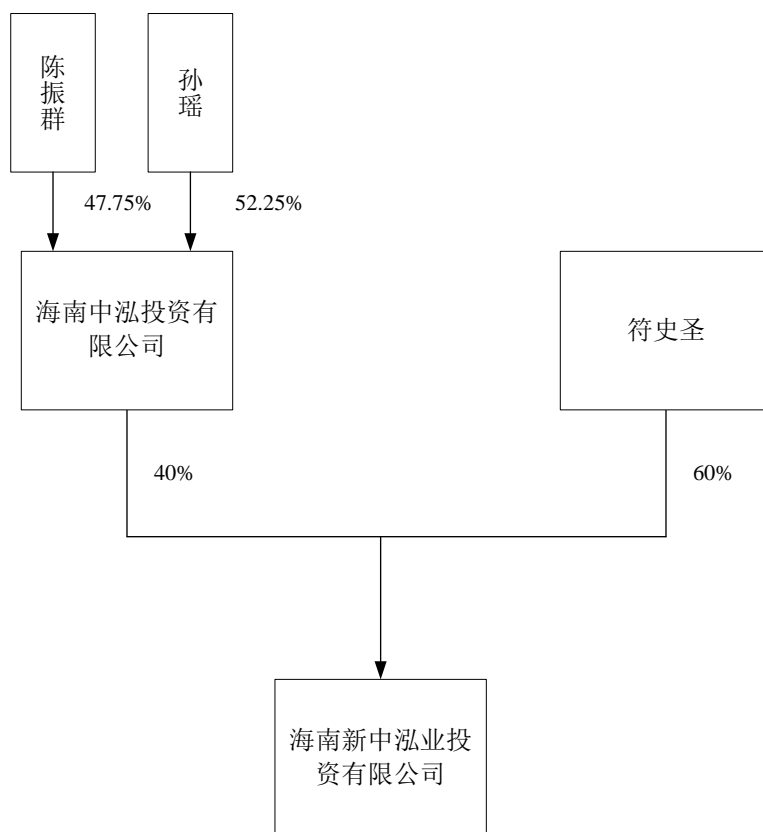 陈振群
孙瑶
47.75%
52.25%
海南中泓投资有
限公司
符史圣
40%
60%
海南新中泓业投
资有限公司